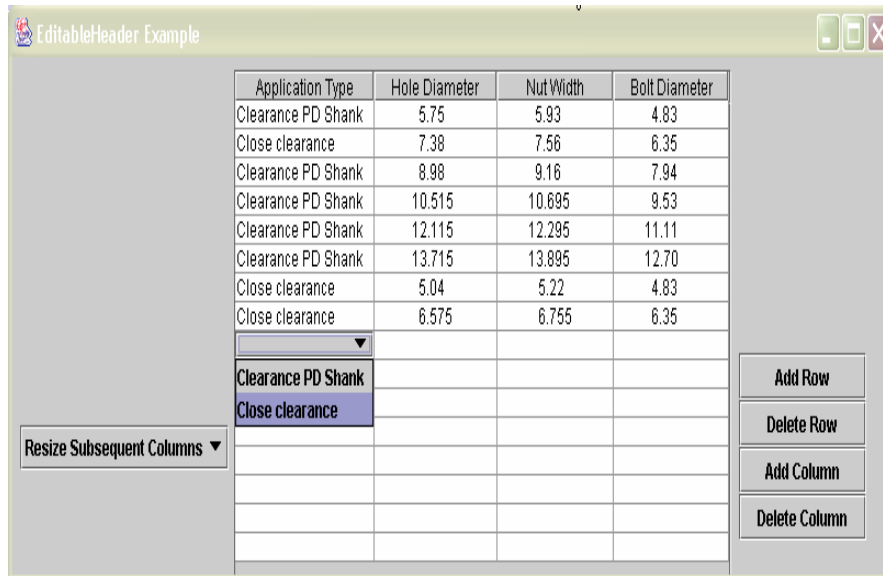 EditableHeader Example
Application Type Hole Diameter Nut Width Bolt Diameter
Clearance PD Shank 5.75 5.93 4.83
Close clearance 7.38 7.56 6.35
Clearance PD Shank 8.98 9.16 7.94
Clearance PD Shank 10.515 10.695 9.53
Clearance PD Shank 12.115 12.295 11.11
Clearance PD Shank 13.715 13.895 12.70
Close clearance 5.04 5.22 4.83
Close clearance 6.575 6.755 6.35
Clearance PD Shank
Close clearance
Resize Subsequent Columns
Add Row
Delete Row
Add Column
Delete Column